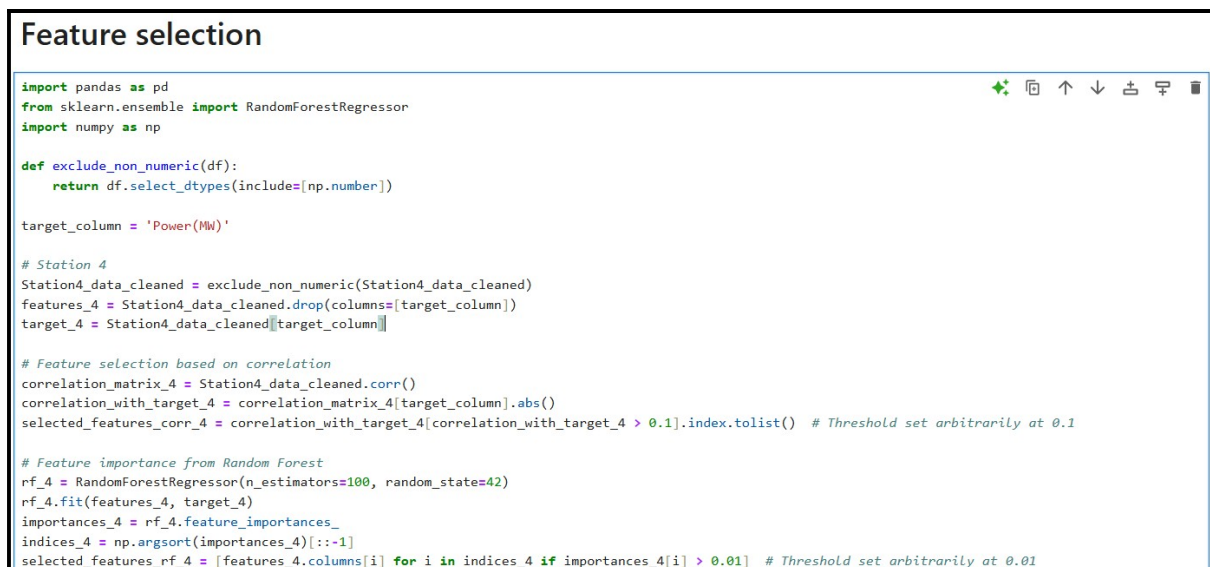 Feature selection
import pandas as pd
from sklearn.ensemble import RandomForestRegressor
import numpy as np
def exclude_non_numeric(df):
    return df.select_dtypes(include=[np.number])
target_column = 'Power(MW)'
# Station 4
Station4_data_cleaned = exclude_non_numeric(Station4_data_cleaned)
features_4 = Station4_data_cleaned.drop(columns=[target_column])
target_4 = Station4_data_cleaned[target_column]
# Feature selection based on correlation
correlation_matrix_4 = Station4_data_cleaned.corr()
correlation_with_target_4 = correlation_matrix_4[target_column].abs()
selected_features_corr_4 = correlation_with_target_4[correlation_with_target_4 > 0.1].index.tolist()  # Threshold set arbitrarily at 0.1
# Feature importance from Random Forest
rf_4 = RandomForestRegressor(n_estimators=100, random_state=42)
rf_4.fit(features_4, target_4)
importances_4 = rf_4.feature_importances_
indices_4 = np.argsort(importances_4)[::-1]
selected_features_rf_4 = [features_4.columns[i] for i in indices_4 if importances_4[i] > 0.01]  # Threshold set arbitrarily at 0.01